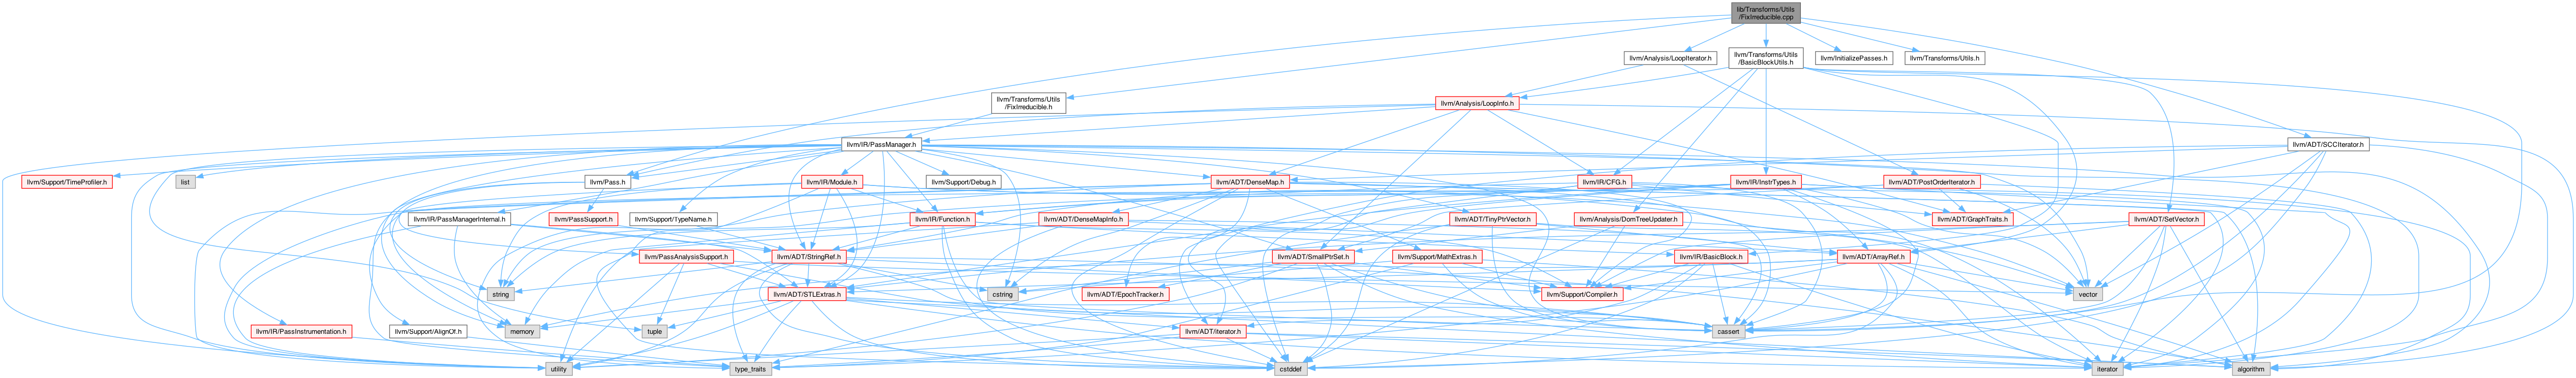 lib/Transforms/Utils
/FixIrreducible.cpp
llvm/Analysis/LoopIterator.h
llvm/Transforms/Utils
/BasicBlockUtils.h
llvm/InitializePasses.h
llvm/Transforms/Utils.h
llvm/Transforms/Utils
/FixIrreducible.h
llvm/Analysis/LoopInfo.h
llvm/IR/PassManager.h
llvm/ADT/SCCIterator.h
llvm/Support/TimeProfiler.h
list
llvm/Pass.h
llvm/IR/Module.h
llvm/Support/Debug.h
llvm/ADT/DenseMap.h
llvm/IR/CFG.h
llvm/IR/InstrTypes.h
llvm/ADT/PostOrderIterator.h
llvm/IR/PassManagerInternal.h
llvm/PassSupport.h
llvm/Support/TypeName.h
llvm/IR/Function.h
llvm/ADT/DenseMapInfo.h
llvm/ADT/TinyPtrVector.h
llvm/Analysis/DomTreeUpdater.h
llvm/ADT/GraphTraits.h
llvm/ADT/SetVector.h
llvm/PassAnalysisSupport.h
llvm/ADT/StringRef.h
llvm/ADT/SmallPtrSet.h
llvm/Support/MathExtras.h
llvm/IR/BasicBlock.h
llvm/ADT/ArrayRef.h
string
llvm/ADT/STLExtras.h
cstring
llvm/ADT/EpochTracker.h
llvm/Support/Compiler.h
vector
llvm/IR/PassInstrumentation.h
llvm/Support/AlignOf.h
memory
tuple
llvm/ADT/iterator.h
cassert
utility
type_traits
cstddef
iterator
algorithm